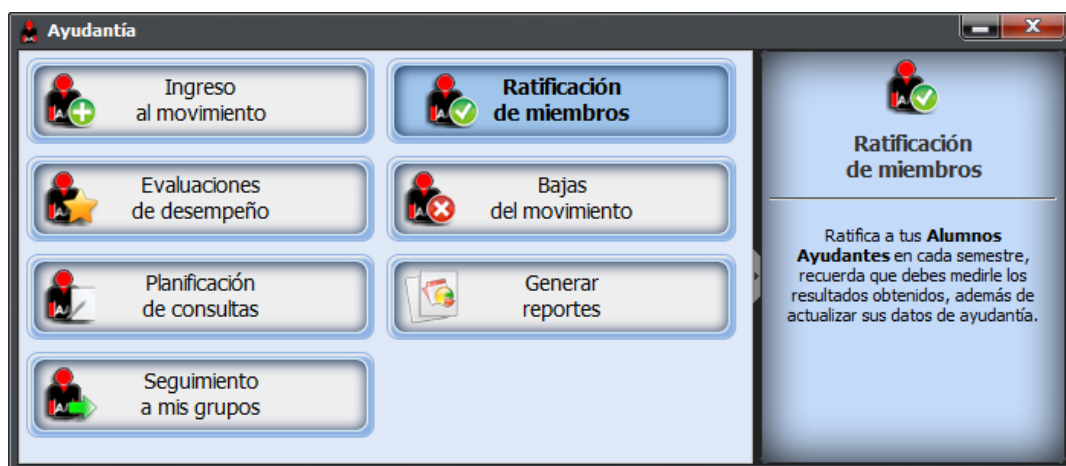 Ayudantía
Ingreso
al movimiento
Ratificación
de miembros
Evaluaciones
de desempeño
Bajas
del movimiento
Planificación
de consultas
Generar
reportes
Seguimiento
a mis grupos
Ratificación
de miembros
Ratifica a tus Alumnos
Ayudantes en cada semestre,
recuerda que debes medirle los
resultados obtenidos, además de
actualizar sus datos de ayudantía.